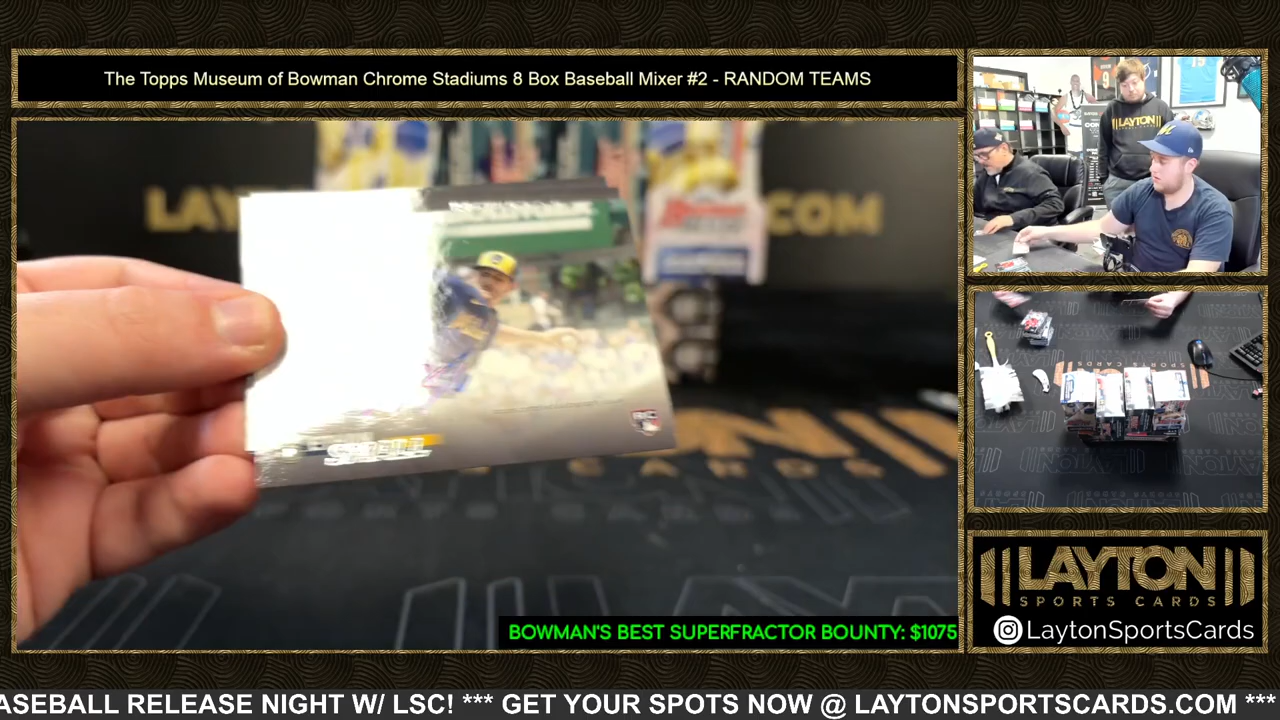 The Topps Museum of Bowman Chrome Stadiums 8 Box Baseball Mixer #2 - RANDOM TEAMS
LAYTON
BOWMAN'S BEST SUPERFRACTOR BOUNTY: $1075
LAYTON
SPORTS CARDS
LaytonSportsCards
ASEBALL RELEASE NIGHT W/ LSC! *** GET YOUR SPOTS NOW @ LAYTONSPORTSCARDS.COM ***